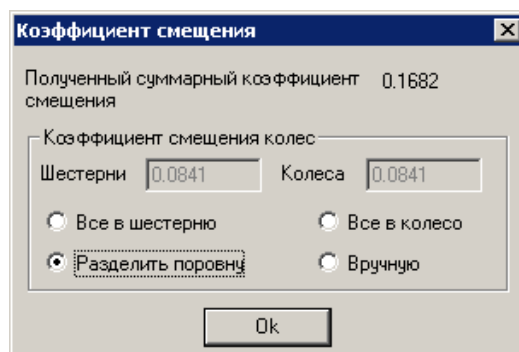 Коэффициент смещения
Полученный суммарный коэффициент 0.1682
смещения
Коэффициент смещения колес
Шестерни 0.0841 Колеса 0.0841
Все в шестерню Все в колесо
Разделить поровну Вручную
Ok